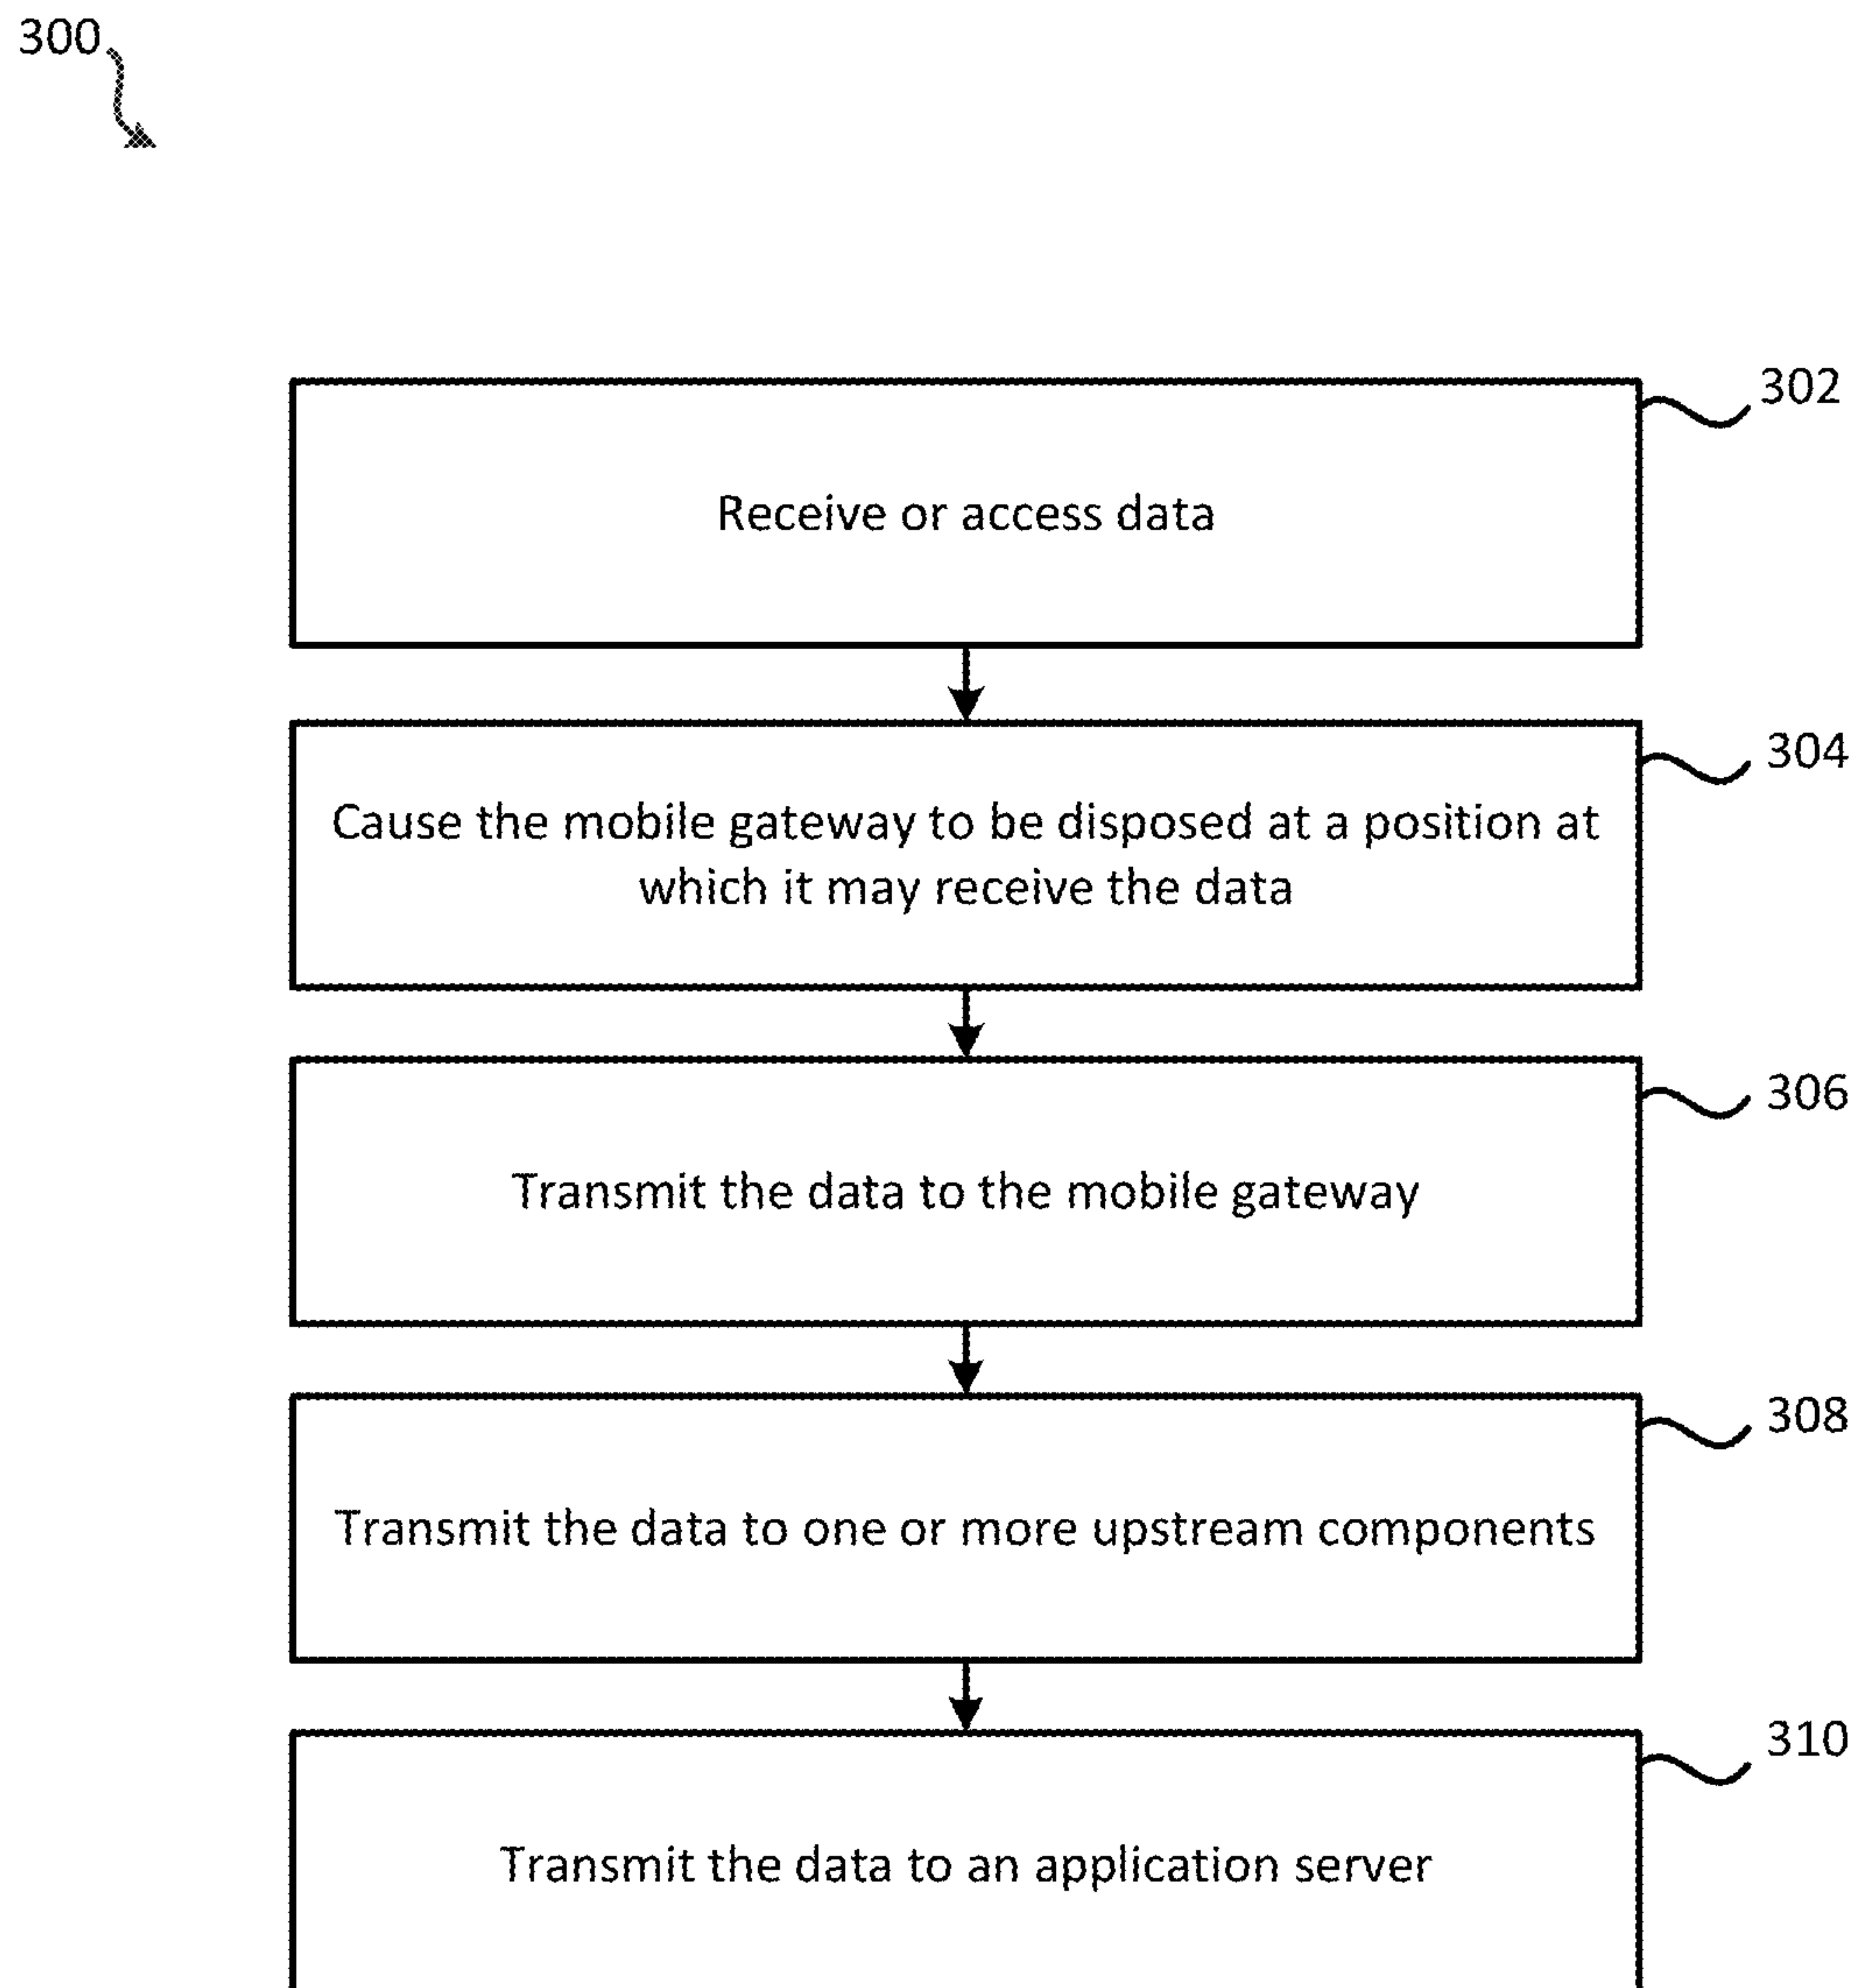 300
302
Receive or access data
304
Cause the mobile gateway to be disposed at a position at
which it may receive the data
306
Transmit the data to the mobile gateway
308
Transmit the data to one or more upstream components
310
Transmit the data to an application server